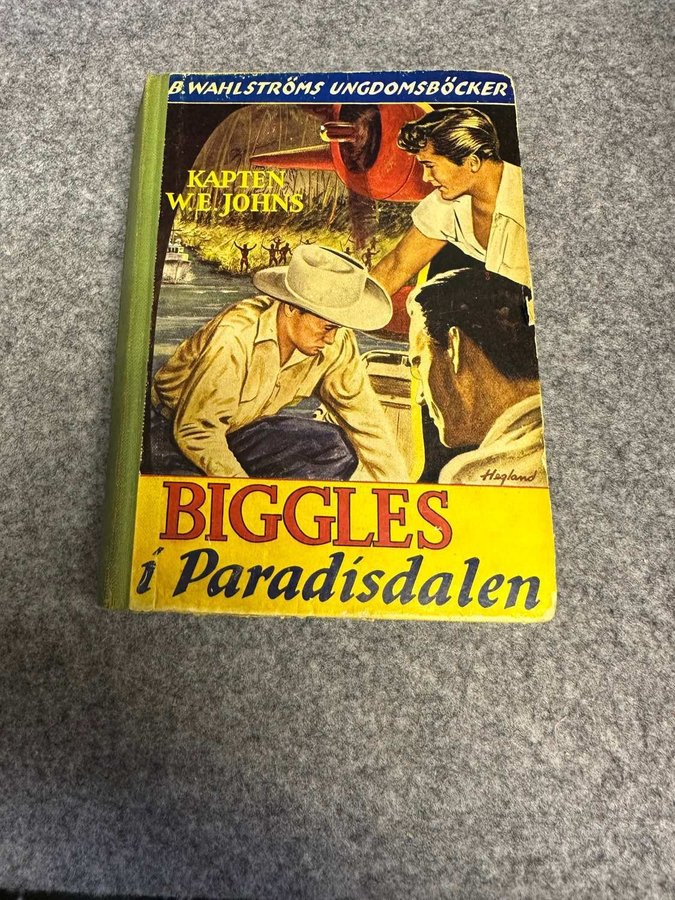 B. WAHLSTRÖMS UNGDOMSBÖCKER
KAPTEN
W.E. JOHNS
Hegland
BIGGLES
i Paradisdalen